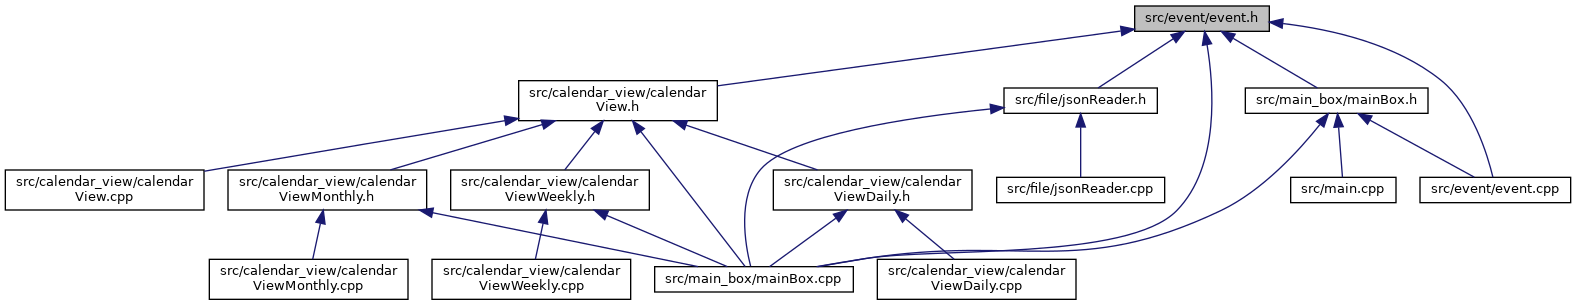 src/event/event.h
src/calendar_view/calendar
View.h
src/file/jsonReader.h
src/main_box/mainBox.h
src/calendar_view/calendar
View.cpp
src/calendar_view/calendar
ViewMonthly.h
src/calendar_view/calendar
ViewWeekly.h
src/calendar_view/calendar
ViewDaily.h
src/file/jsonReader.cpp
src/main.cpp
src/event/event.cpp
src/calendar_view/calendar
ViewMonthly.cpp
src/calendar_view/calendar
ViewWeekly.cpp
src/main_box/mainBox.cpp
src/calendar_view/calendar
ViewDaily.cpp